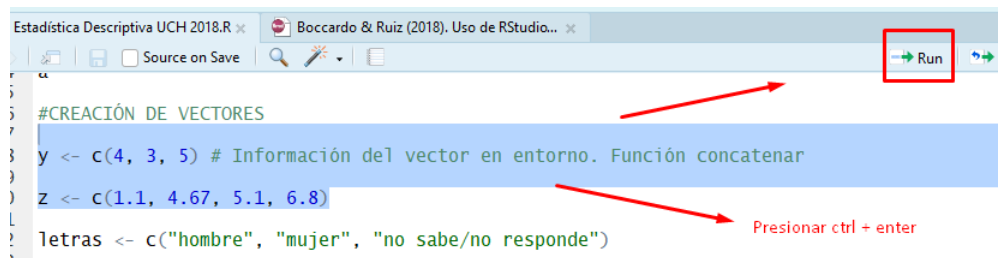 Estadística Descriptiva UCH 2018.R
Boccardo & Ruiz (2018). Uso de RStudio...
Source on Save
Run
#CREACIÓN DE VECTORES
y <- c(4, 3, 5) # Información del vector en entorno. Función concatenar
z <- c(1.1, 4.67, 5.1, 6.8)
Presionar ctrl + enter
letras <- c("hombre", "mujer", "no sabe/no responde")